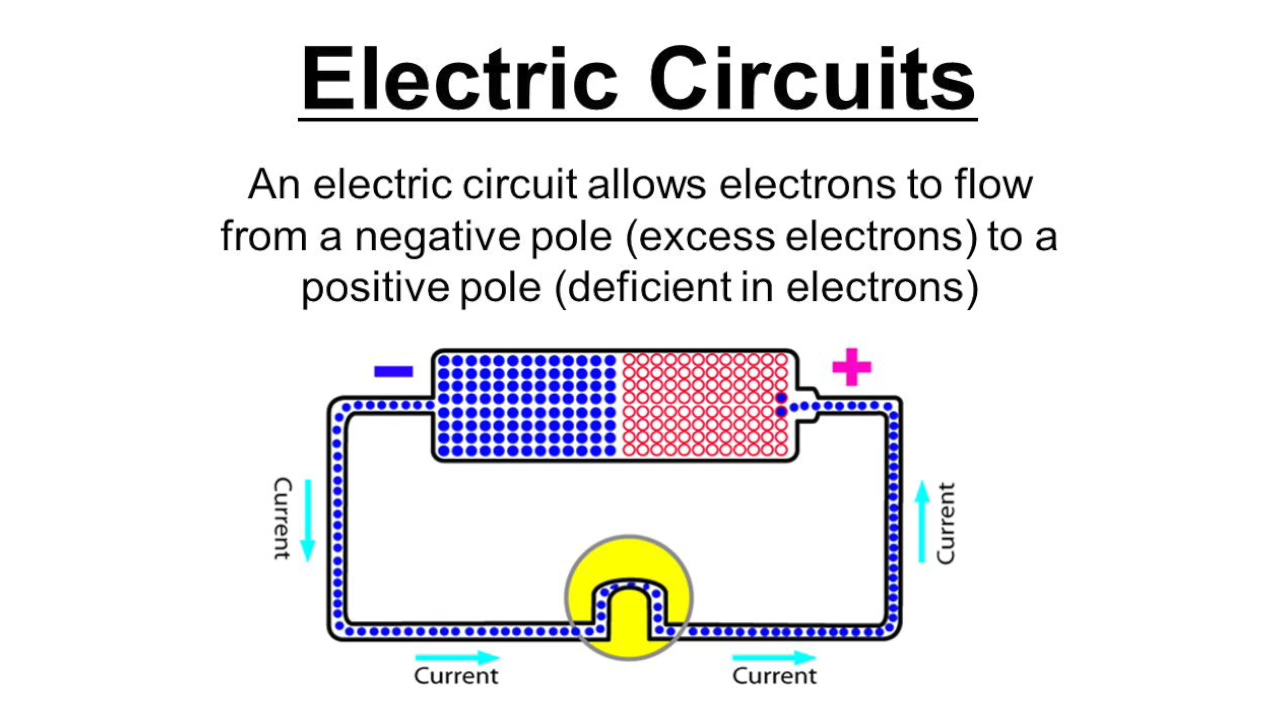 Electric Circuits
An electric circuit allows electrons to flow
from a negative pole (excess electrons) to a
positive pole (deficient in electrons)
− +
Current
Current
Current
Current